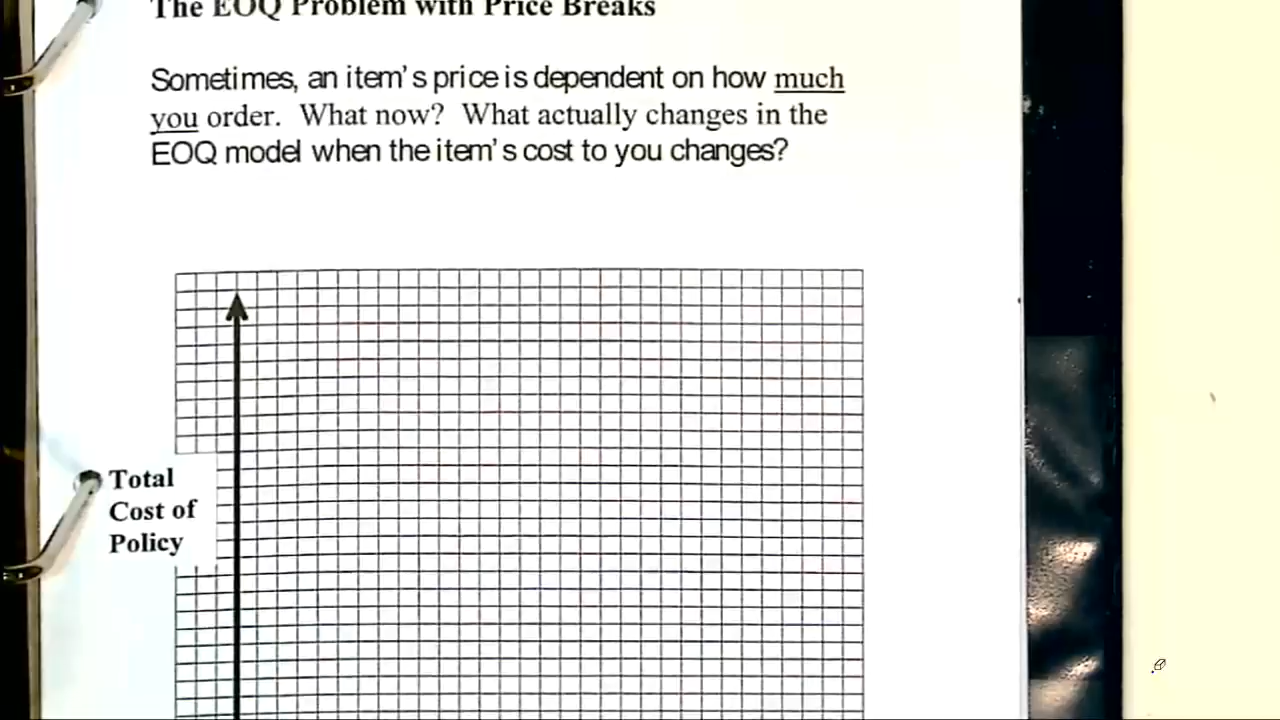 The EOQ Problem with Price Breaks
Sometimes, an item's price is dependent on how much
you order. What now? What actually changes in the
EOQ model when the item's cost to you changes?
Total
Cost of
Policy